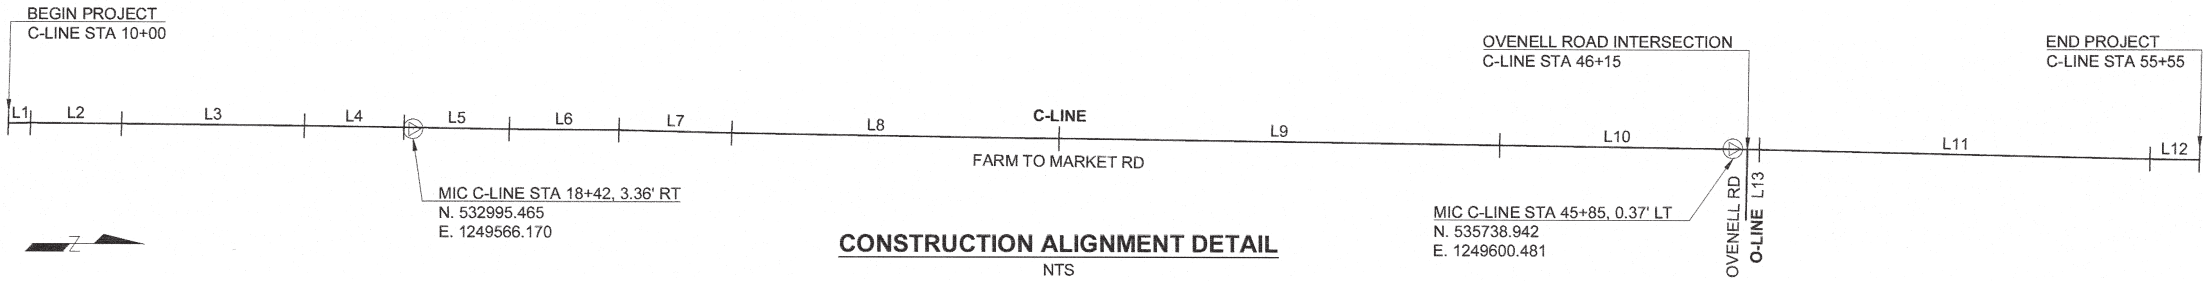 BEGIN PROJECT
C-LINE STA 10+00
OVENELL ROAD INTERSECTION
C-LINE STA 46+15
END PROJECT
C-LINE STA 55+55
L1
L2
L3
L4
L5
L6
L7
L8
C-LINE
L9
L10
L11
L12
FARM TO MARKET RD
MIC C-LINE STA 18+42, 3.36' RT
N. 532995.465
E. 1249566.170
MIC C-LINE STA 45+85, 0.37' LT
N. 535738.942
E. 1249600.481
OVENELL RD
O-LINE L13
Z
CONSTRUCTION ALIGNMENT DETAIL
NTS